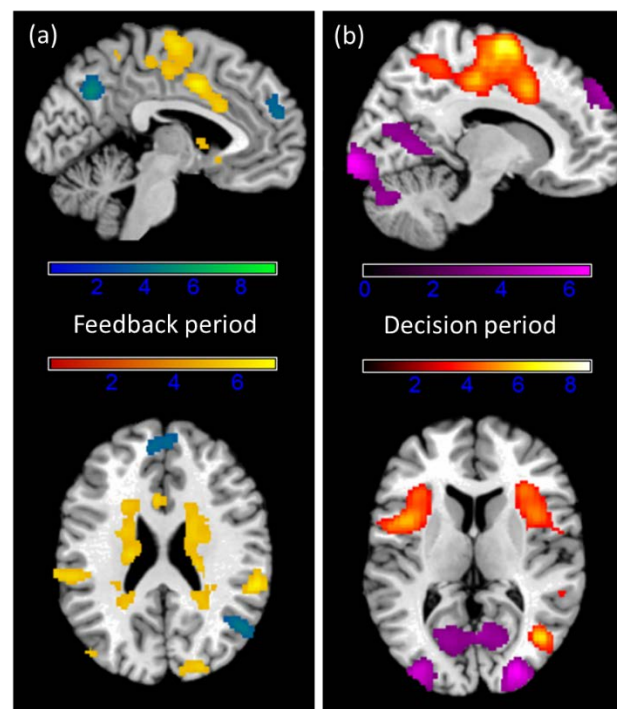 (a)
(b)
2 4 6 8
0 2 4 6
Feedback period
Decision period
2 4 6
2 4 6 8